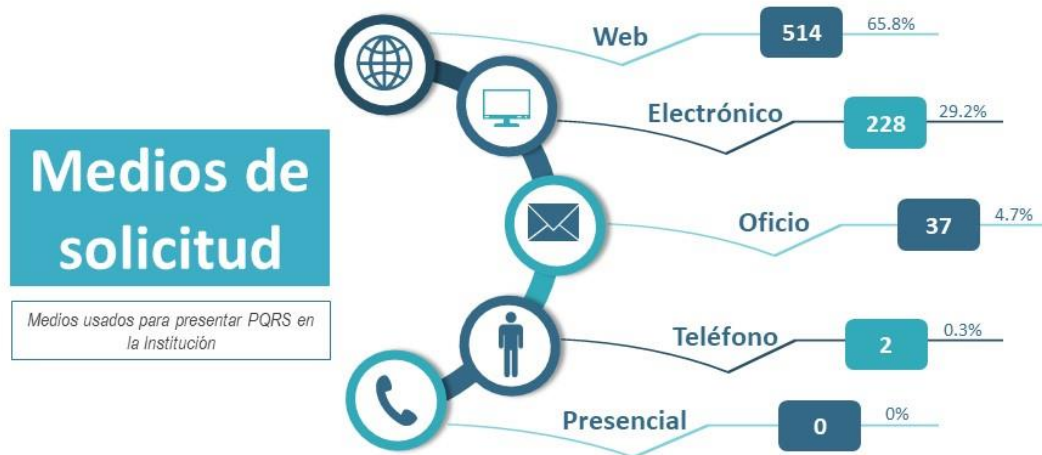 Medios de
solicitud
Medios usados para presentar PQRS en
la Institución
Web 514 65.8%
Electrónico 228 29.2%
Oficio 37 4.7%
Teléfono 2 0.3%
Presencial 0 0%